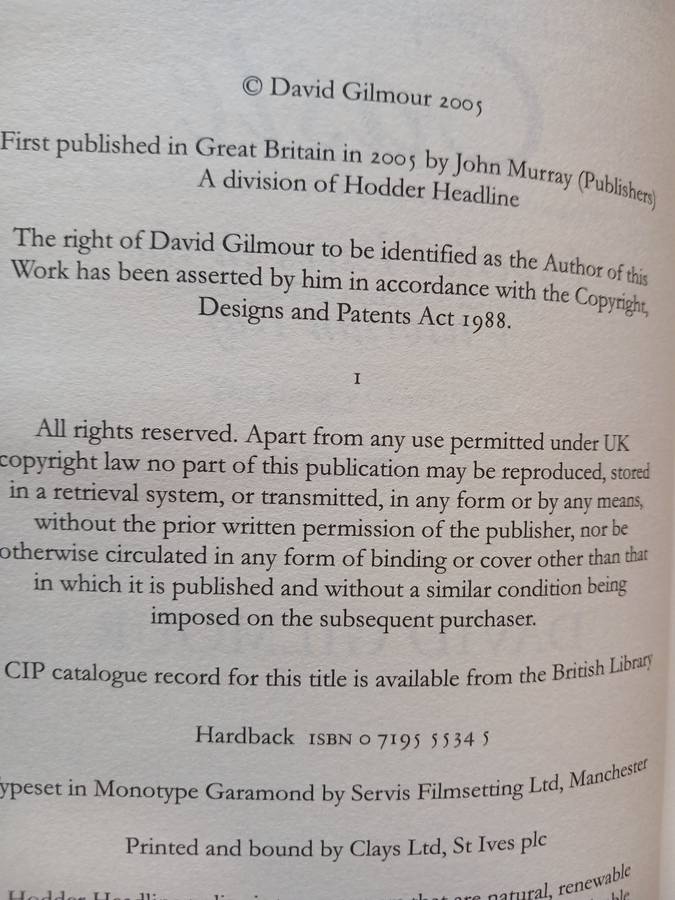 © David Gilmour 2005
First published in Great Britain in 2005 by John Murray (Publishers)
A division of Hodder Headline
The right of David Gilmour to be identified as the Author of this
Work has been asserted by him in accordance with the Copyright,
Designs and Patents Act 1988.
I
All rights reserved. Apart from any use permitted under UK
copyright law no part of this publication may be reproduced, stored
in a retrieval system, or transmitted, in any form or by any means,
without the prior written permission of the publisher, nor be
otherwise circulated in any form of binding or cover other than that
in which it is published and without a similar condition being
imposed on the subsequent purchaser.
CIP catalogue record for this title is available from the British Library
Hardback ISBN 0 7195 5534 5
ypeset in Monotype Garamond by Servis Filmsetting Ltd, Manchester
Printed and bound by Clays Ltd, St Ives plc
Hodder that are natural, renewable